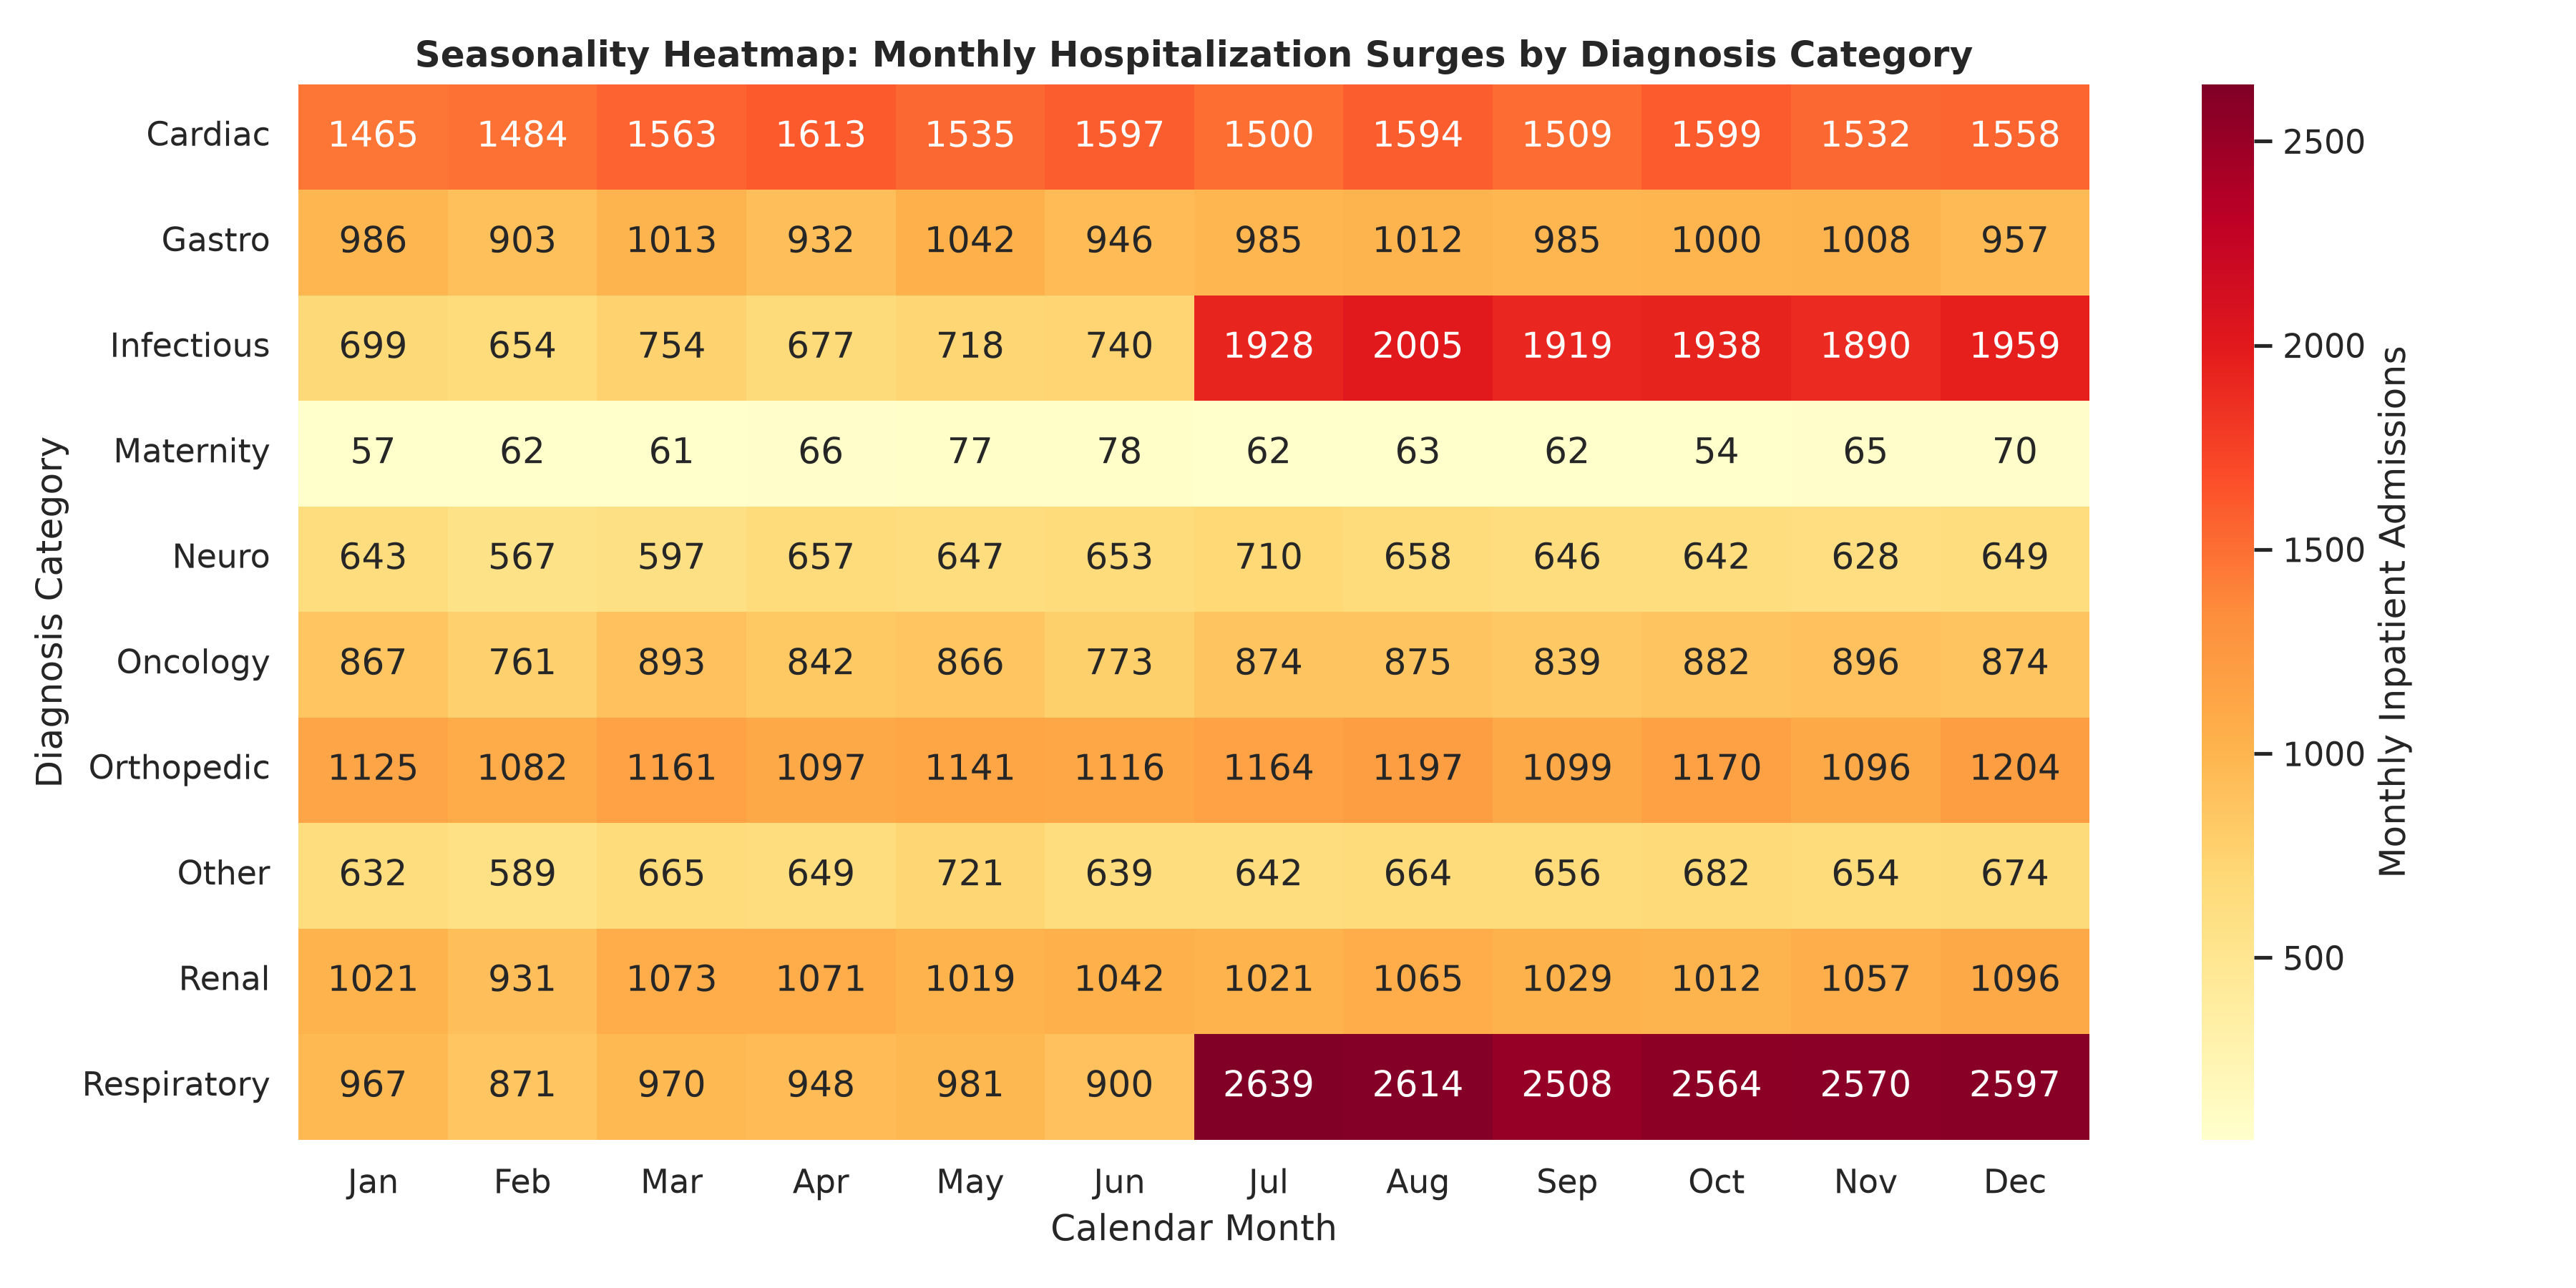 Seasonality Heatmap: Monthly Hospitalization Surges by Diagnosis Category
Diagnosis Category
Cardiac 1465 1484 1563 1613 1535 1597 1500 1594 1509 1599 1532 1558
Gastro 986 903 1013 932 1042 946 985 1012 985 1000 1008 957
Infectious 699 654 754 677 718 740 1928 2005 1919 1938 1890 1959
Maternity 57 62 61 66 77 78 62 63 62 54 65 70
Neuro 643 567 597 657 647 653 710 658 646 642 628 649
Oncology 867 761 893 842 866 773 874 875 839 882 896 874
Orthopedic 1125 1082 1161 1097 1141 1116 1164 1197 1099 1170 1096 1204
Other 632 589 665 649 721 639 642 664 656 682 654 674
Renal 1021 931 1073 1071 1019 1042 1021 1065 1029 1012 1057 1096
Respiratory 967 871 970 948 981 900 2639 2614 2508 2564 2570 2597
Jan Feb Mar Apr May Jun Jul Aug Sep Oct Nov Dec
Calendar Month
2500
2000
1500
1000
500
Monthly Inpatient Admissions